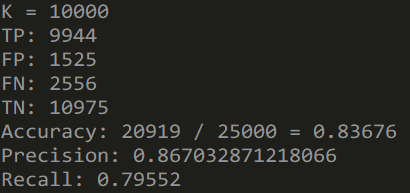 K = 10000
TP: 9944
FP: 1525
FN: 2556
TN: 10975
Accuracy: 20919 / 25000 = 0.83676
Precision: 0.867032871218066
Recall: 0.79552